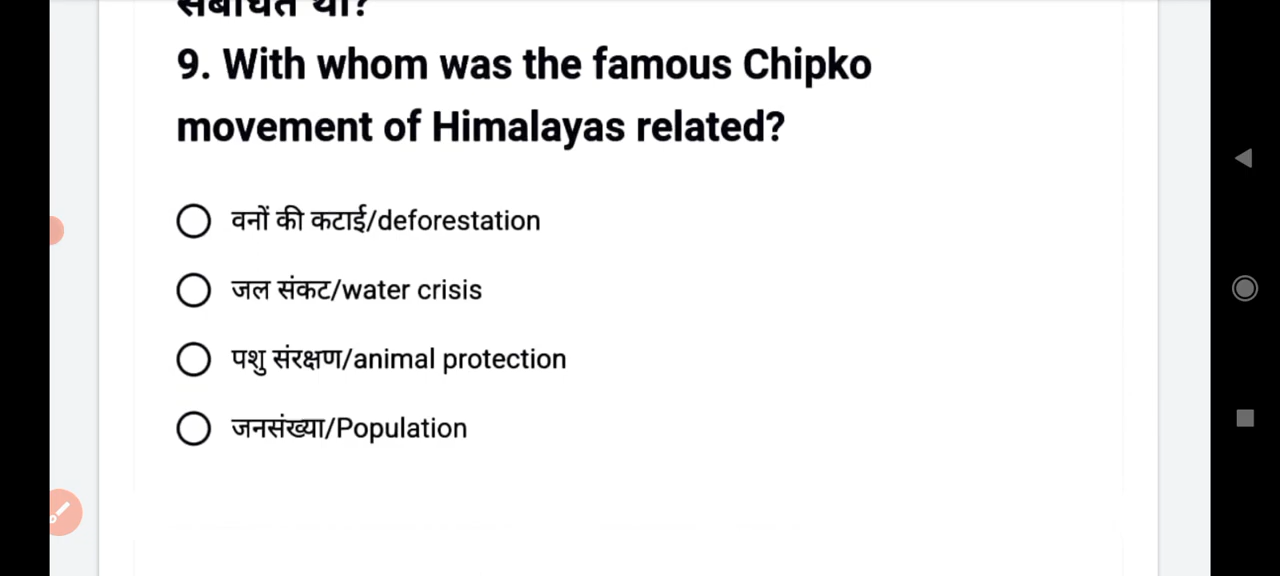 संबंधित था?
9. With whom was the famous Chipko
movement of Himalayas related?
वनों की कटाई/deforestation
जल संकट/water crisis
पशु संरक्षण/animal protection
जनसंख्या/Population